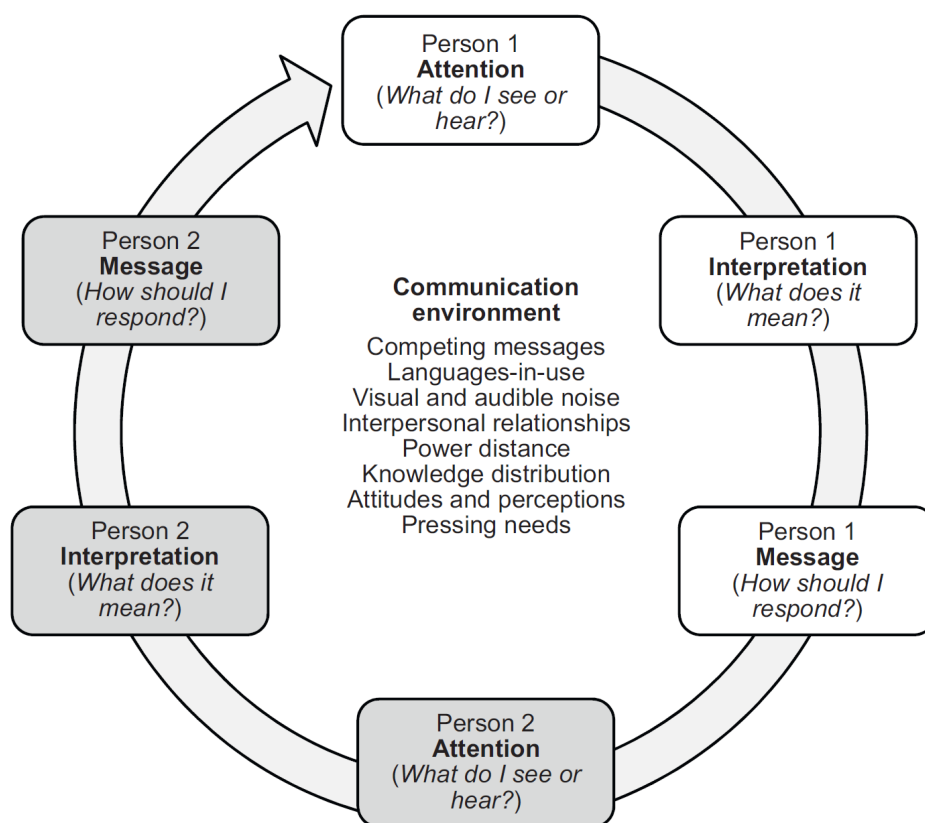 Person 1
Attention
(What do I see or
hear?)
Person 1
Interpretation
(What does it
mean?)
Person 1
Message
(How should I
respond?)
Person 2
Attention
(What do I see or
hear?)
Person 2
Interpretation
(What does it
mean?)
Person 2
Message
(How should I
respond?)
Communication
environment
Competing messages
Languages-in-use
Visual and audible noise
Interpersonal relationships
Power distance
Knowledge distribution
Attitudes and perceptions
Pressing needs